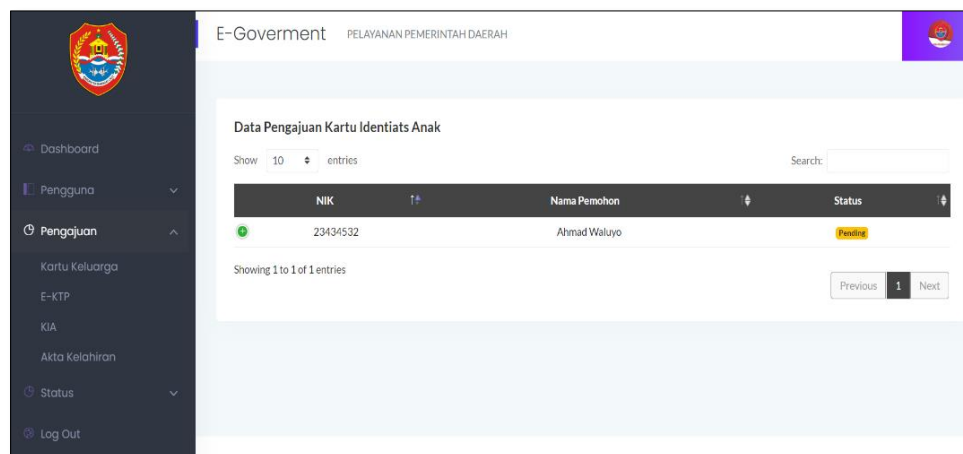 E-Goverment PELAYANAN PEMERINTAH DAERAH
Dashboard
Pengguna
Pengajuan
Kartu Keluarga
E-KTP
KIA
Akta Kelahiran
Status
Log Out
Data Pengajuan Kartu Identiats Anak
Show 10 entries Search:
NIK Nama Pemohon Status
23434532 Ahmad Waluyo Pending
Showing 1 to 1 of 1 entries
Previous 1 Next